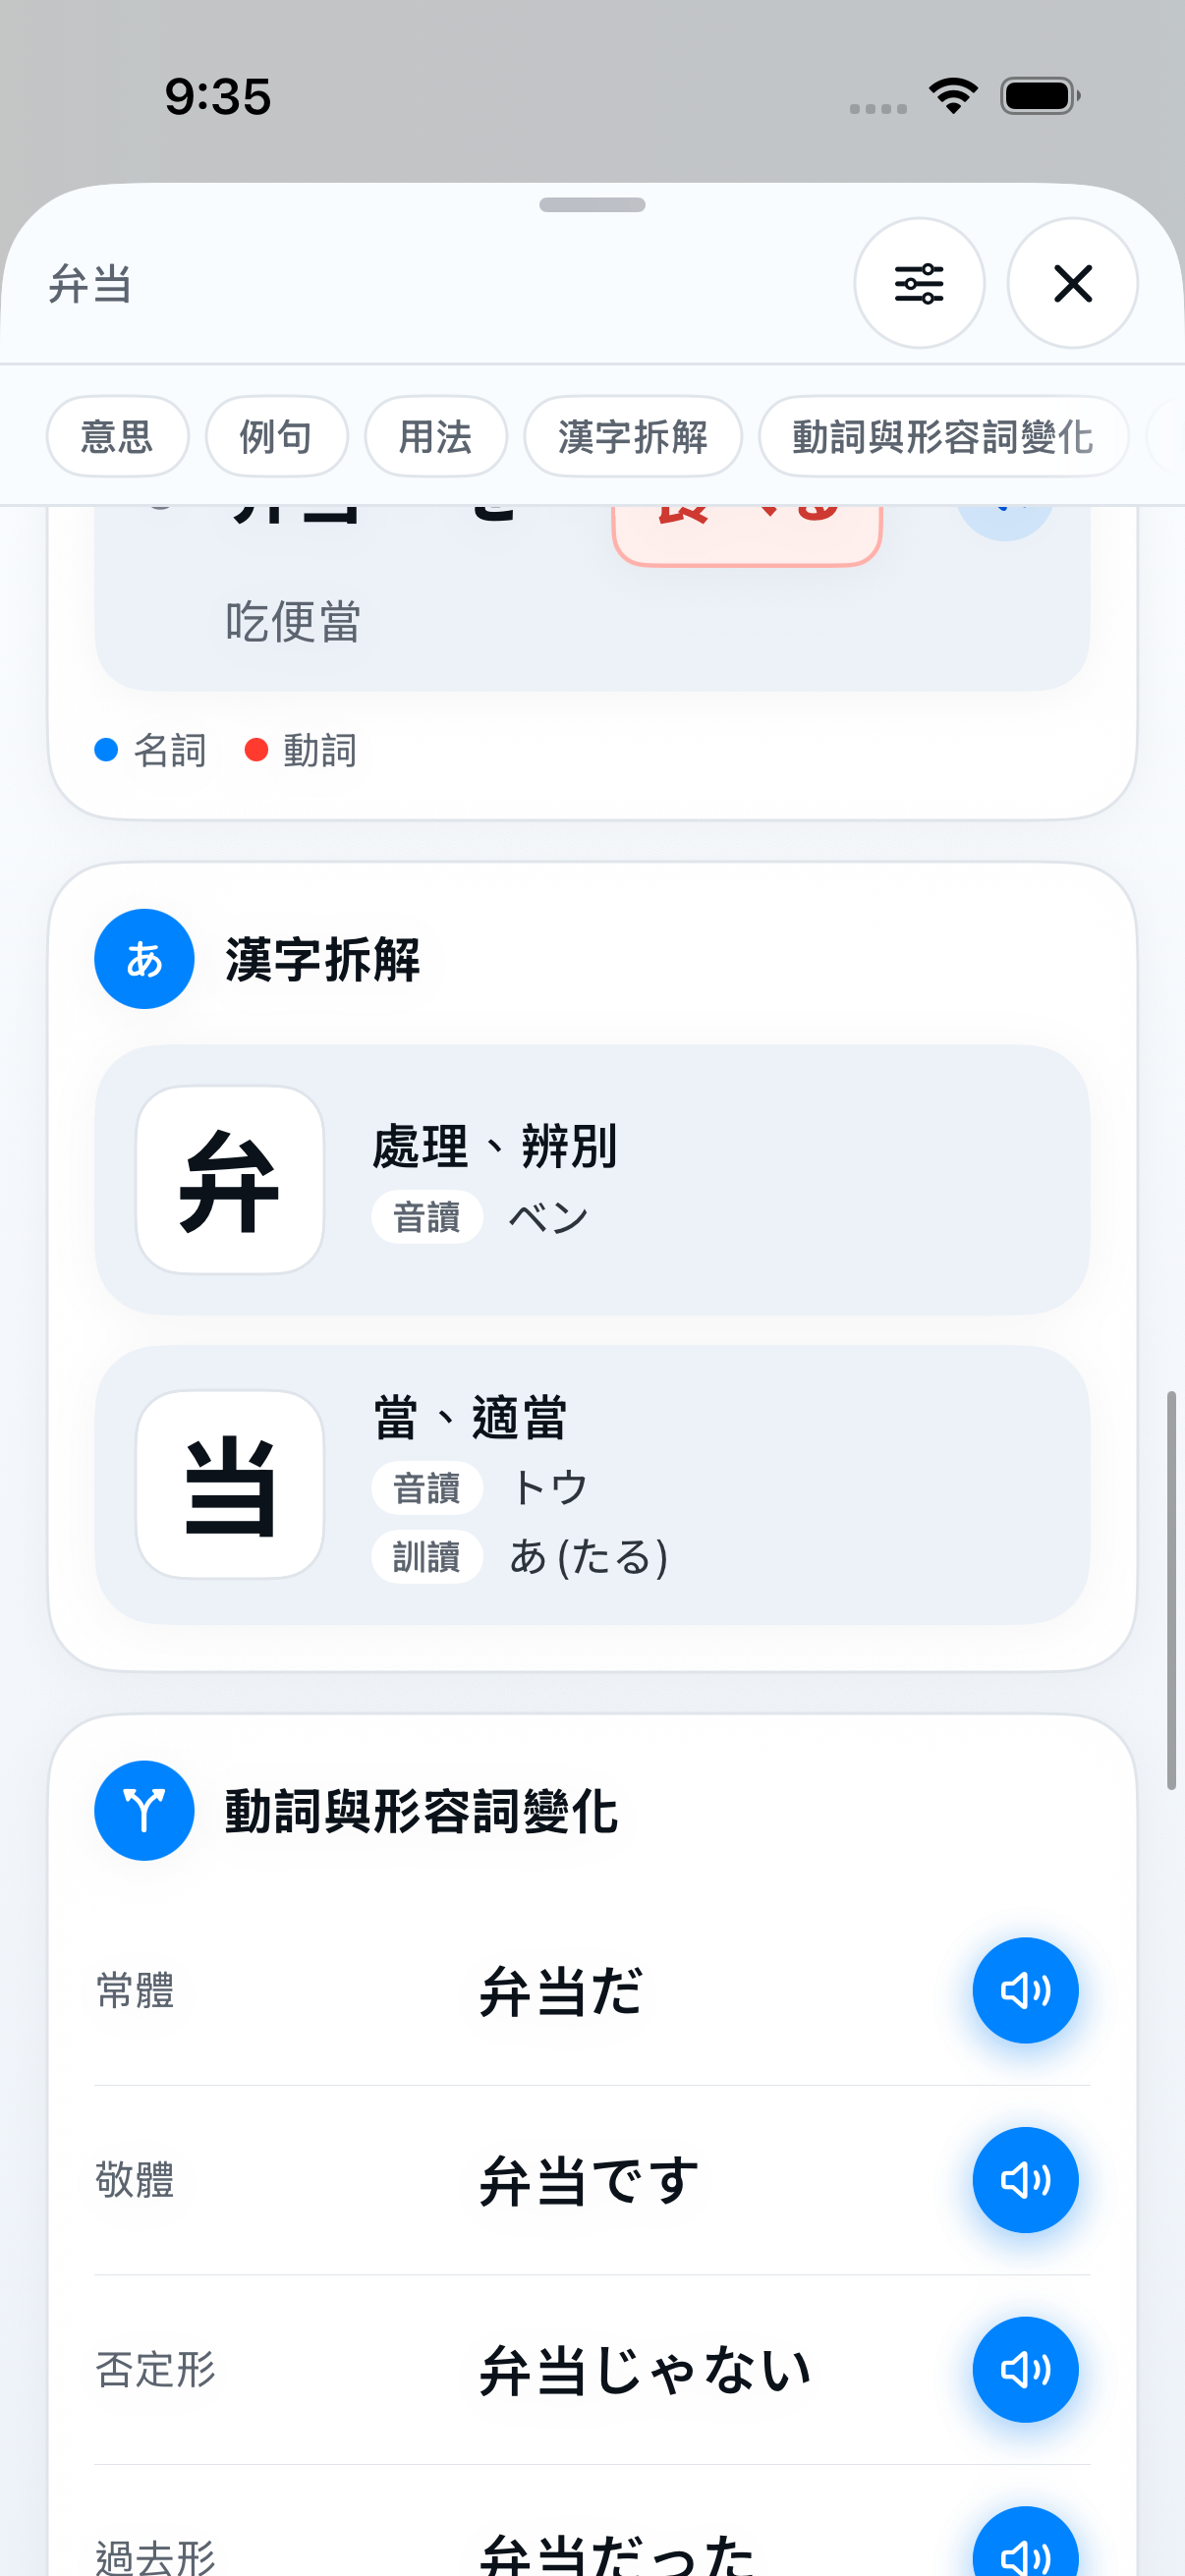 9:35
弁当
意思 例句 用法 漢字拆解 動詞與形容詞變化
吃便當
名詞 動詞
あ 漢字拆解
弁
處理、辨別
音讀 ベン
当
當、適當
音讀 トウ
訓讀 あ (たる)
動詞與形容詞變化
常體 弁当だ
敬體 弁当です
否定形 弁当じゃない
過去形 弁当だった